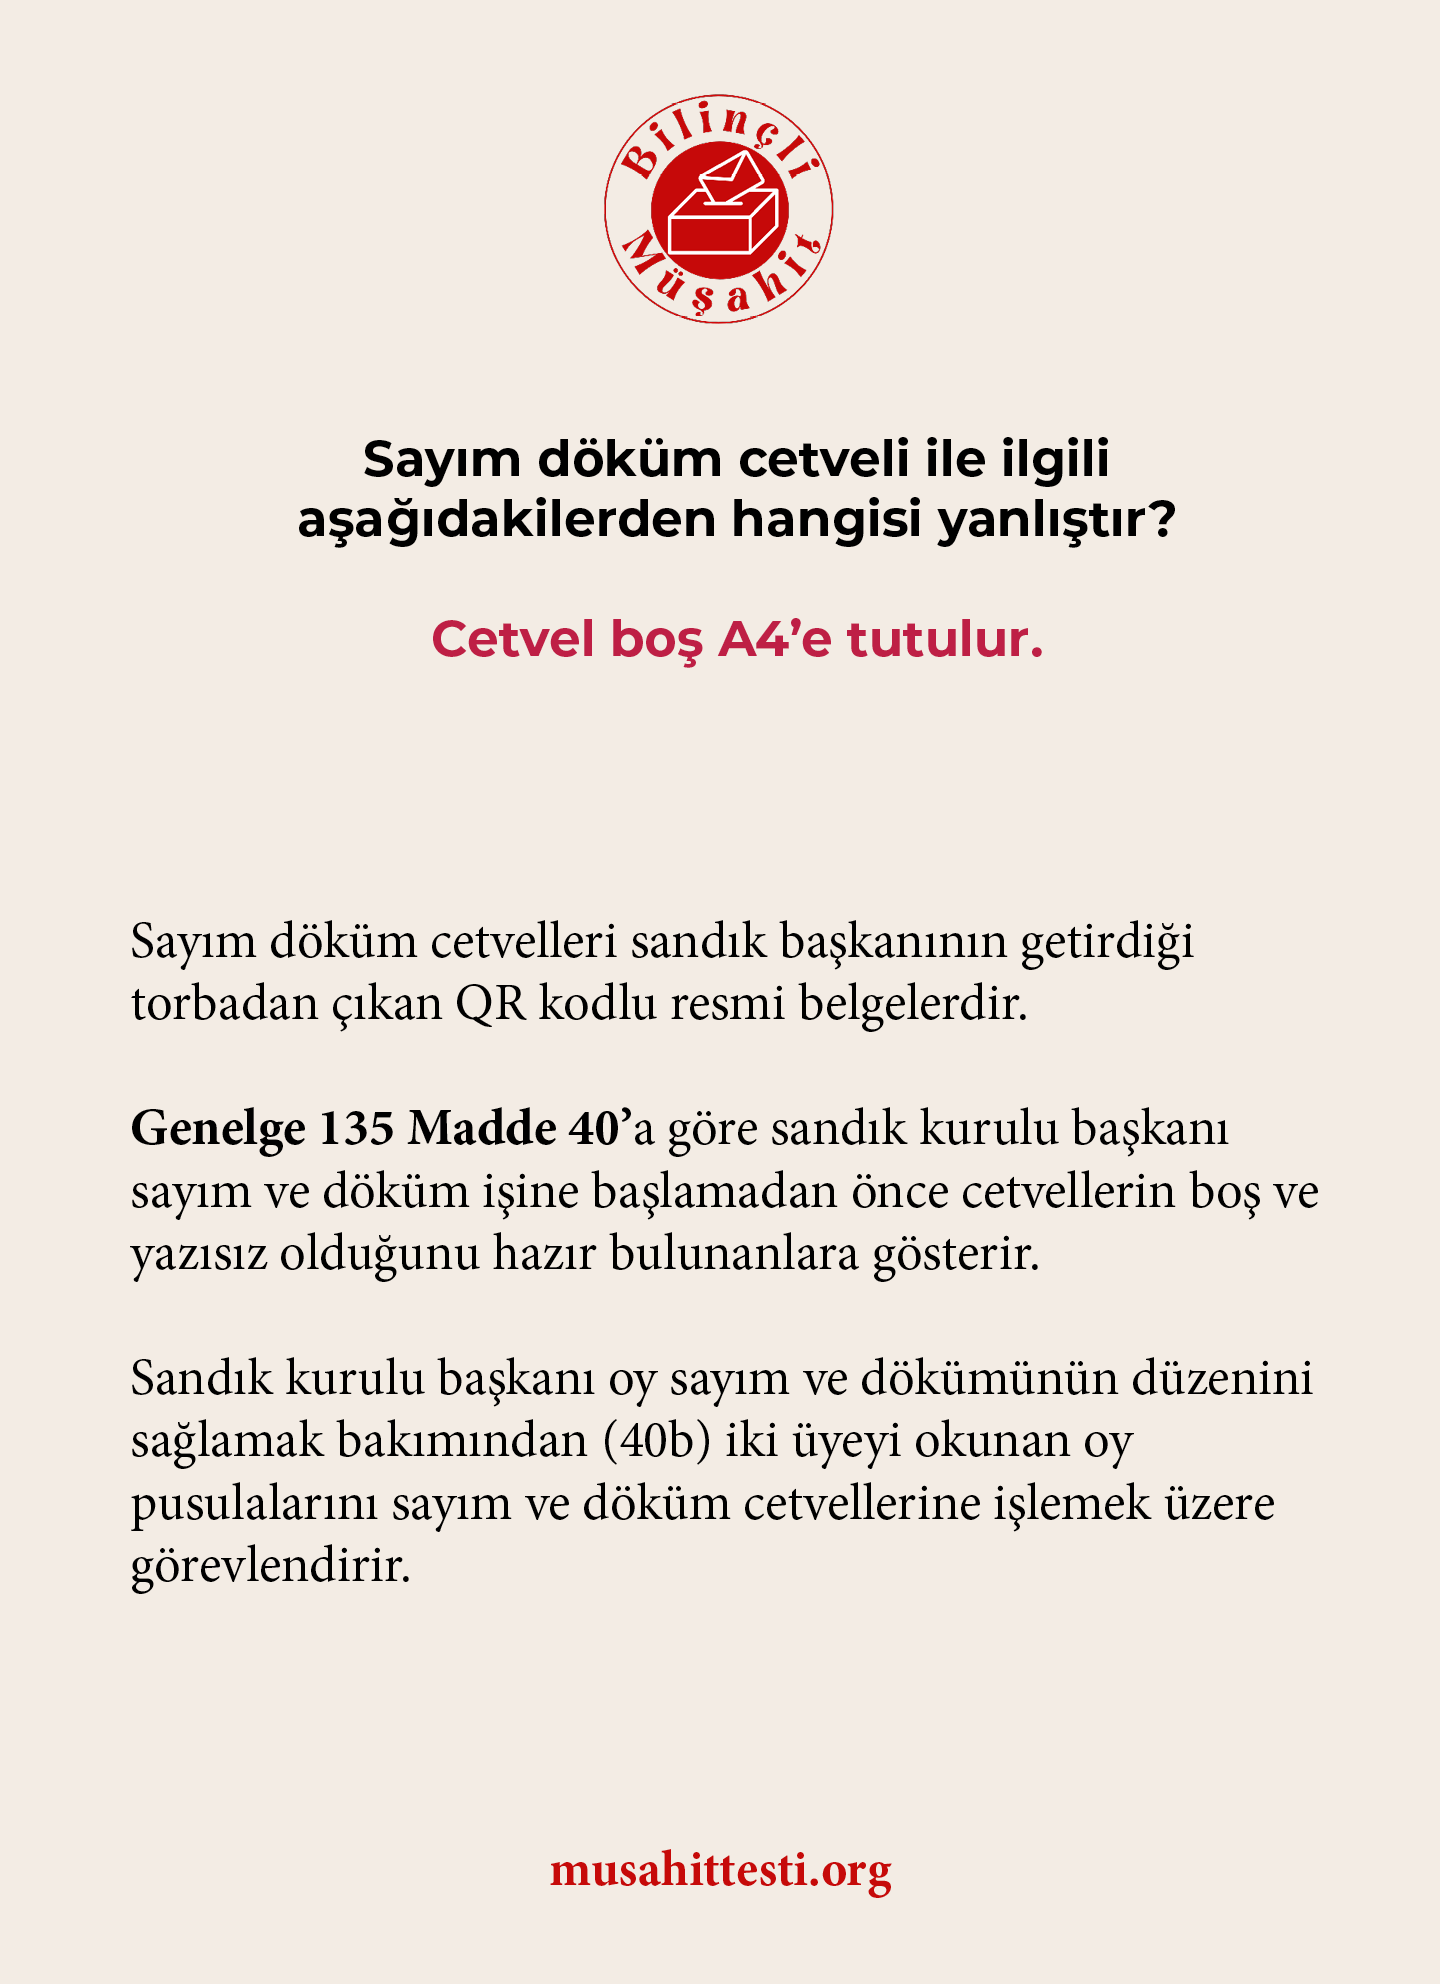 Bilinçli
Müşahit
Sayım döküm cetveli ile ilgili
aşağıdakilerden hangisi yanlıştır?
Cetvel boş A4’e tutulur.
Sayım döküm cetvelleri sandık başkanının getirdiği
torbadan çıkan QR kodlu resmi belgelerdir.
Genelge 135 Madde 40’a göre sandık kurulu başkanı
sayım ve döküm işine başlamadan önce cetvellerin boş ve
yazısız olduğunu hazır bulunanlara gösterir.
Sandık kurulu başkanı oy sayım ve dökümünün düzenini
sağlamak bakımından (40b) iki üyeyi okunan oy
pusulalarını sayım ve döküm cetvellerine işlemek üzere
görevlendirir.
musahittesti.org